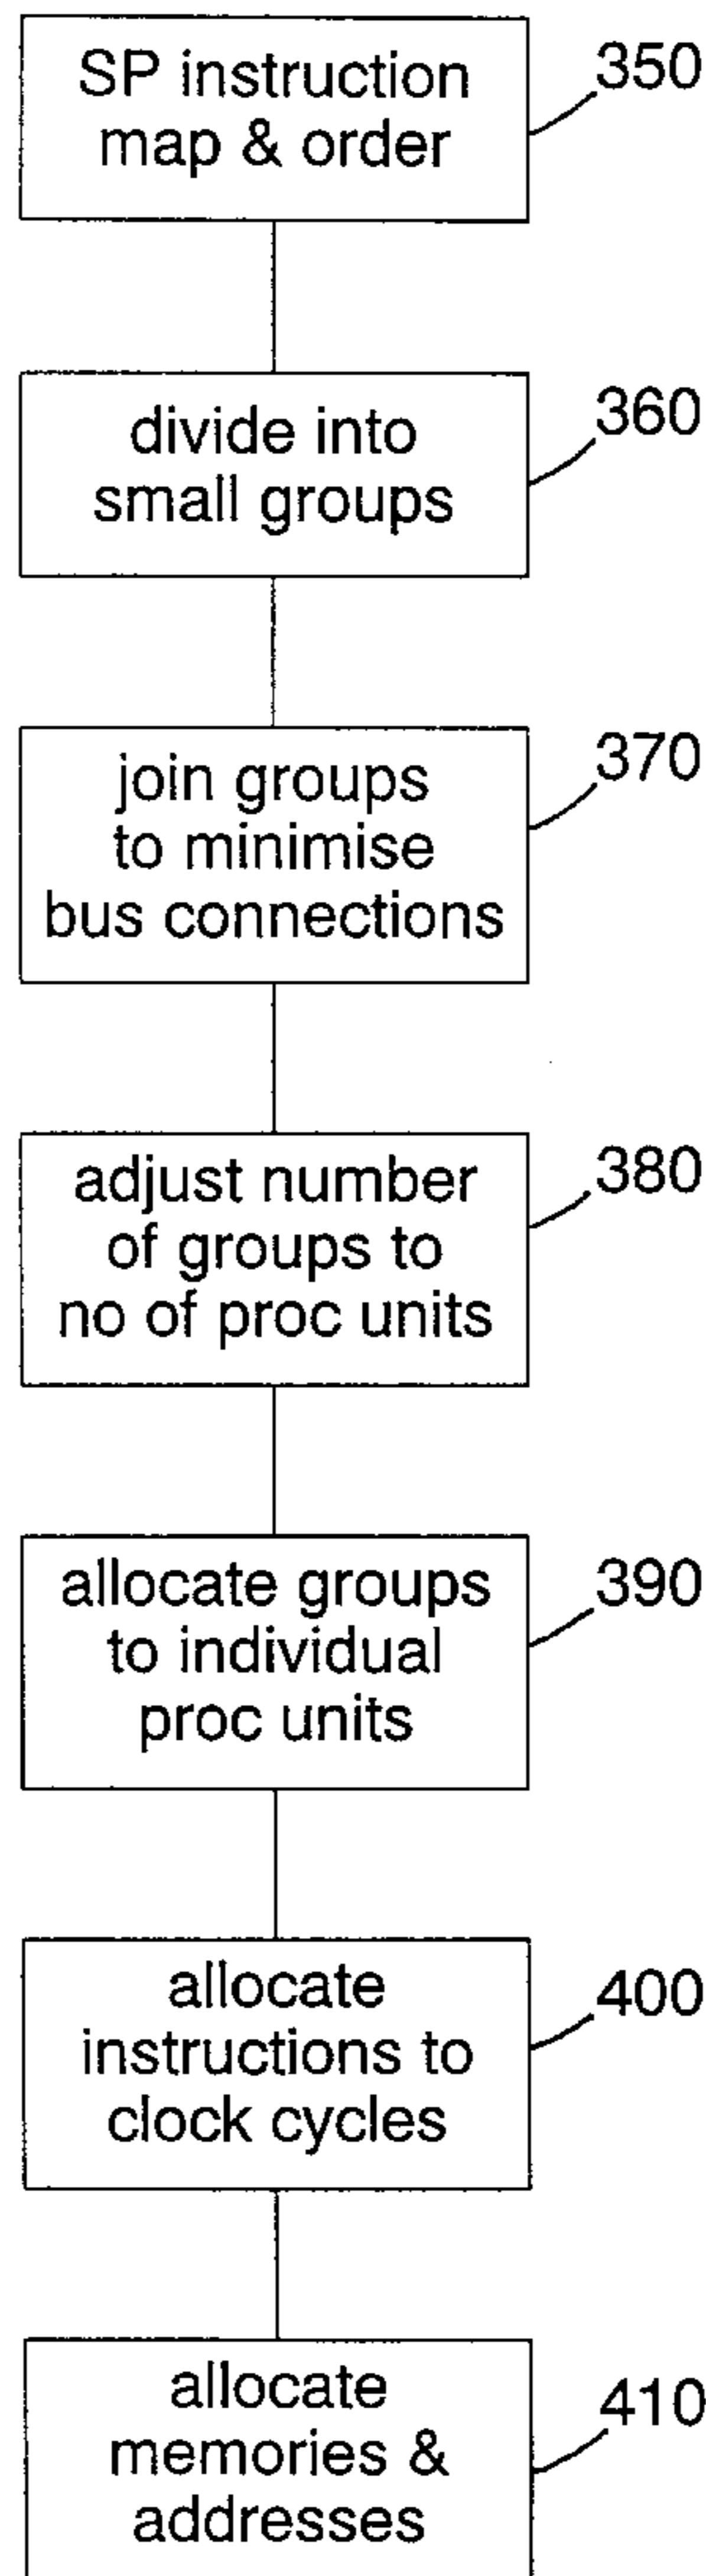 SP instruction
map & order
350
divide into
small groups
360
join groups
to minimise
bus connections
370
adjust number
of groups to
no of proc units
380
allocate groups
to individual
proc units
390
allocate
instructions to
clock cycles
400
allocate
memories &
addresses
410